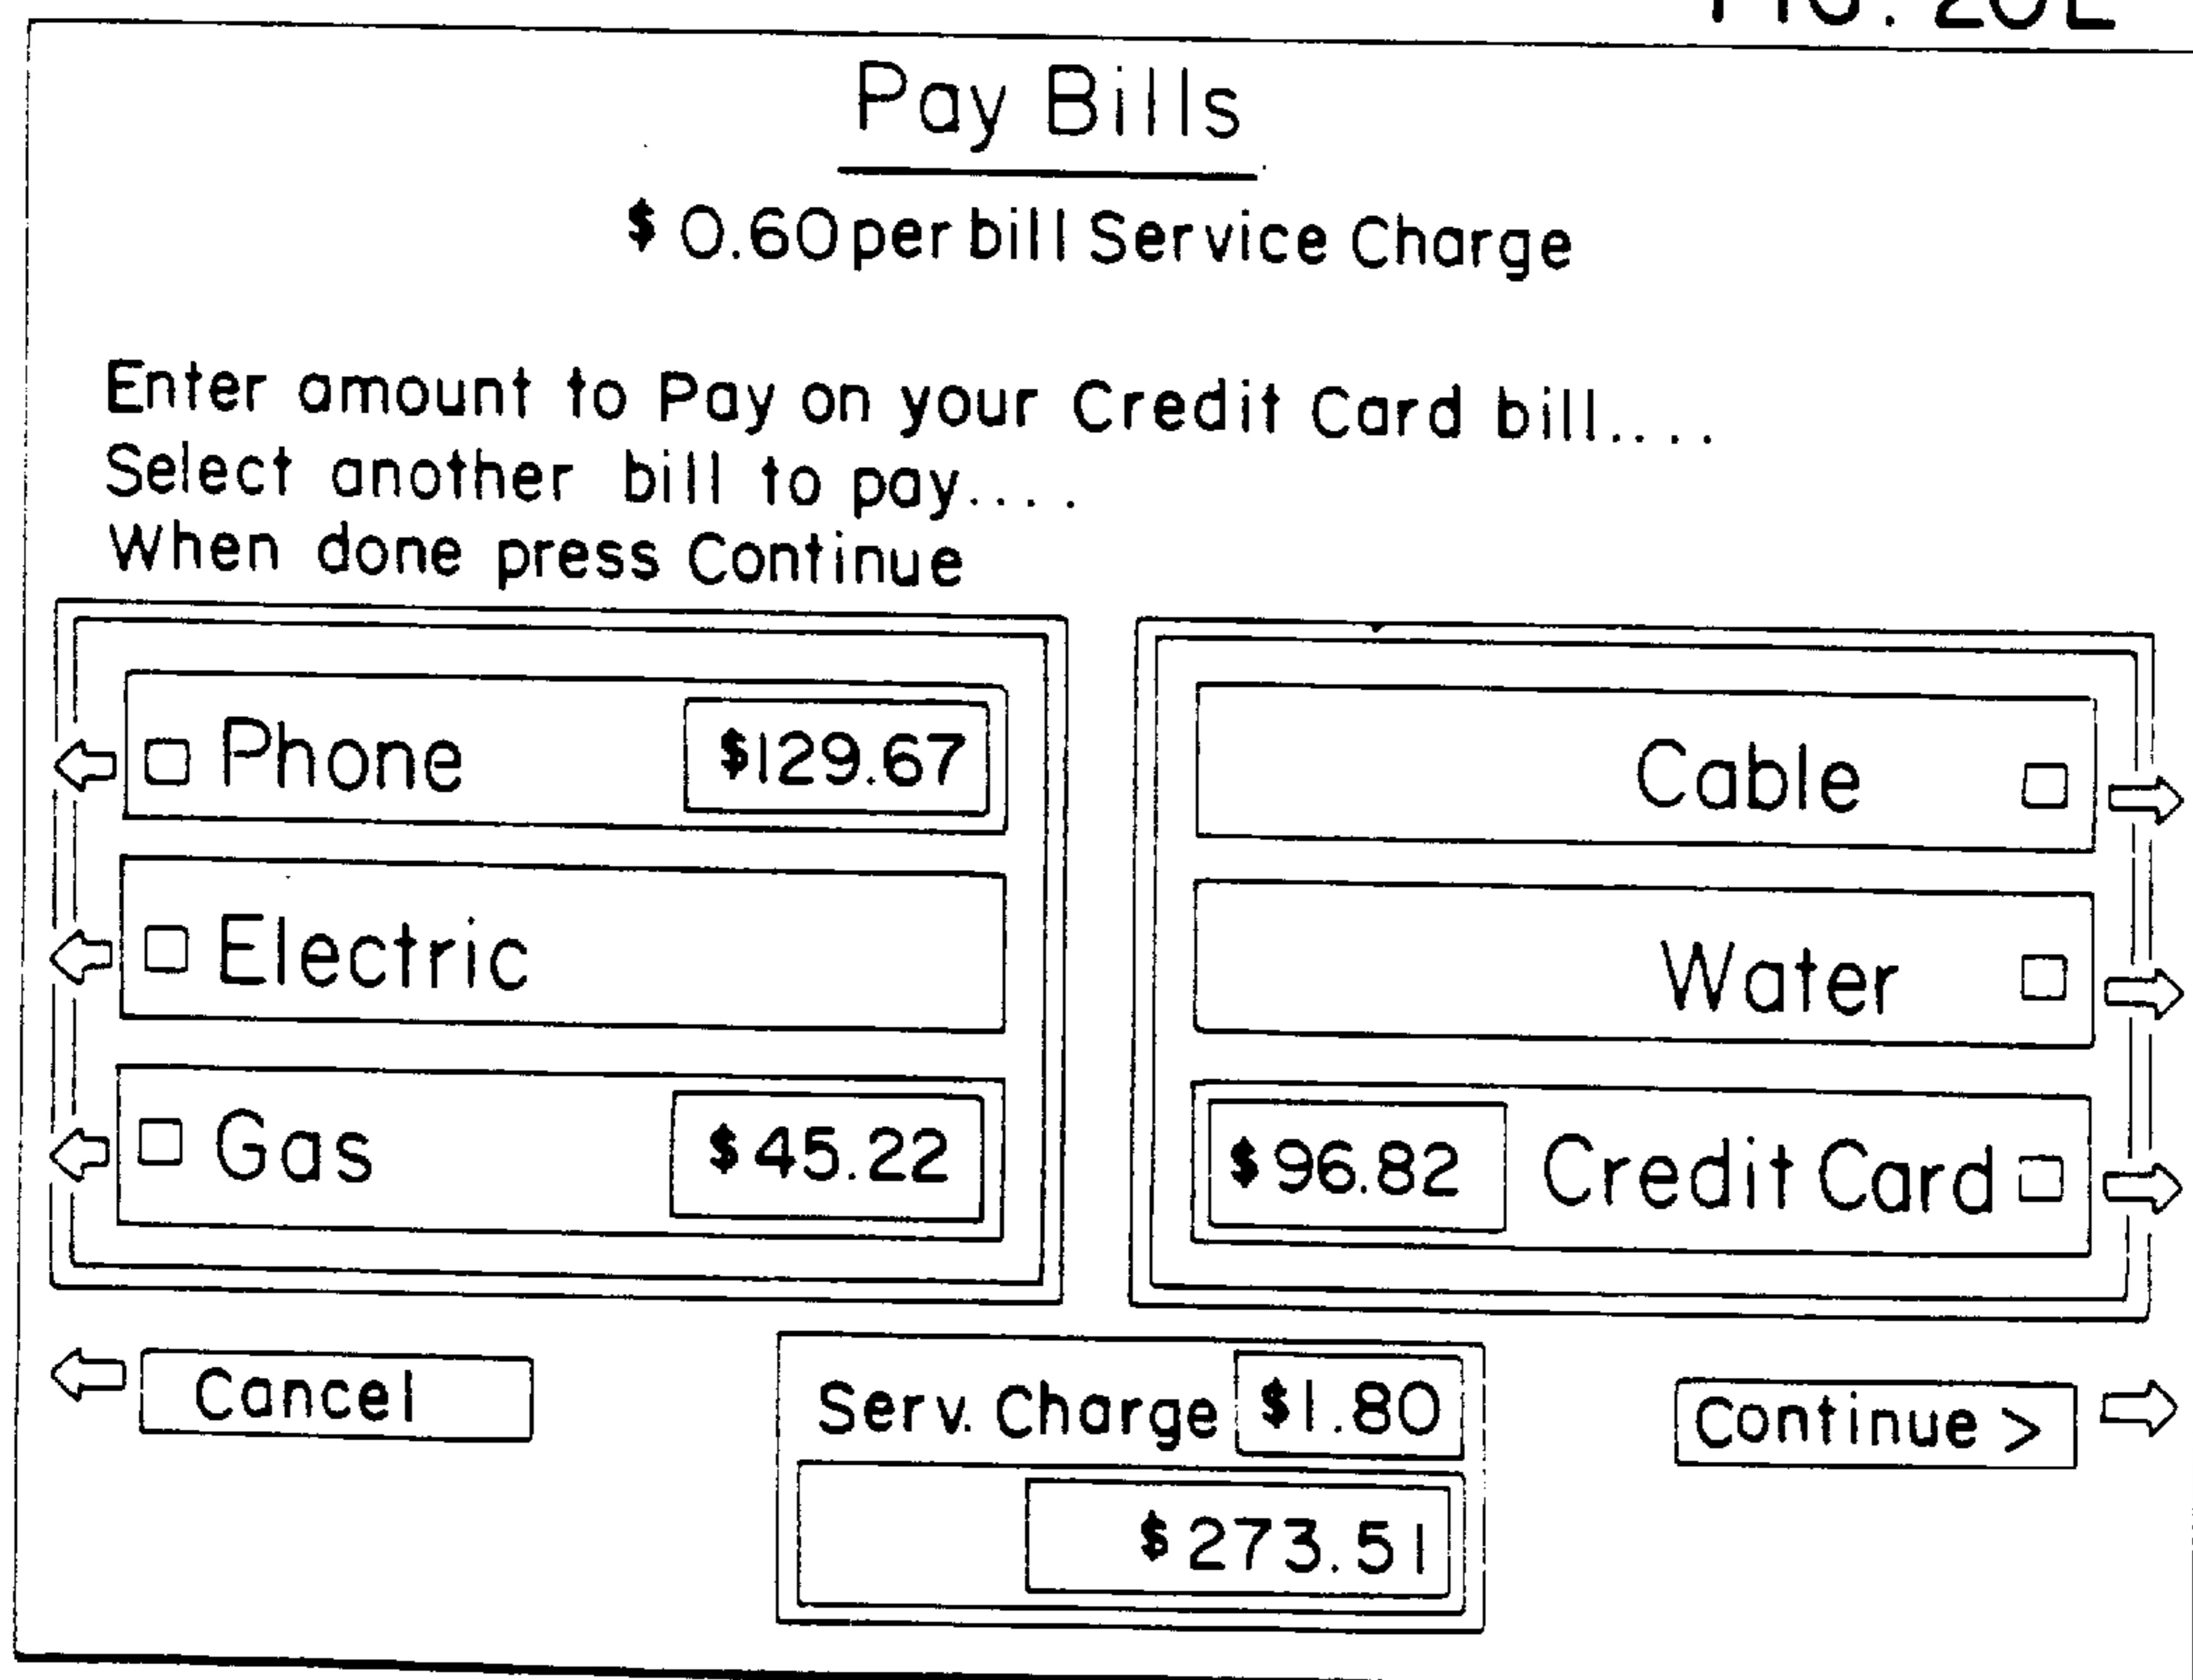 Pay Bills
$ 0.60 per bill Service Charge
Enter amount to Pay on your Credit Card bill....
Select another bill to pay....
When done press Continue
Phone $129.67
Cable
Electric
Water
Gas $45.22
$96.82 Credit Card
Cancel
Serv. Charge $1.80
Continue >
$273.51